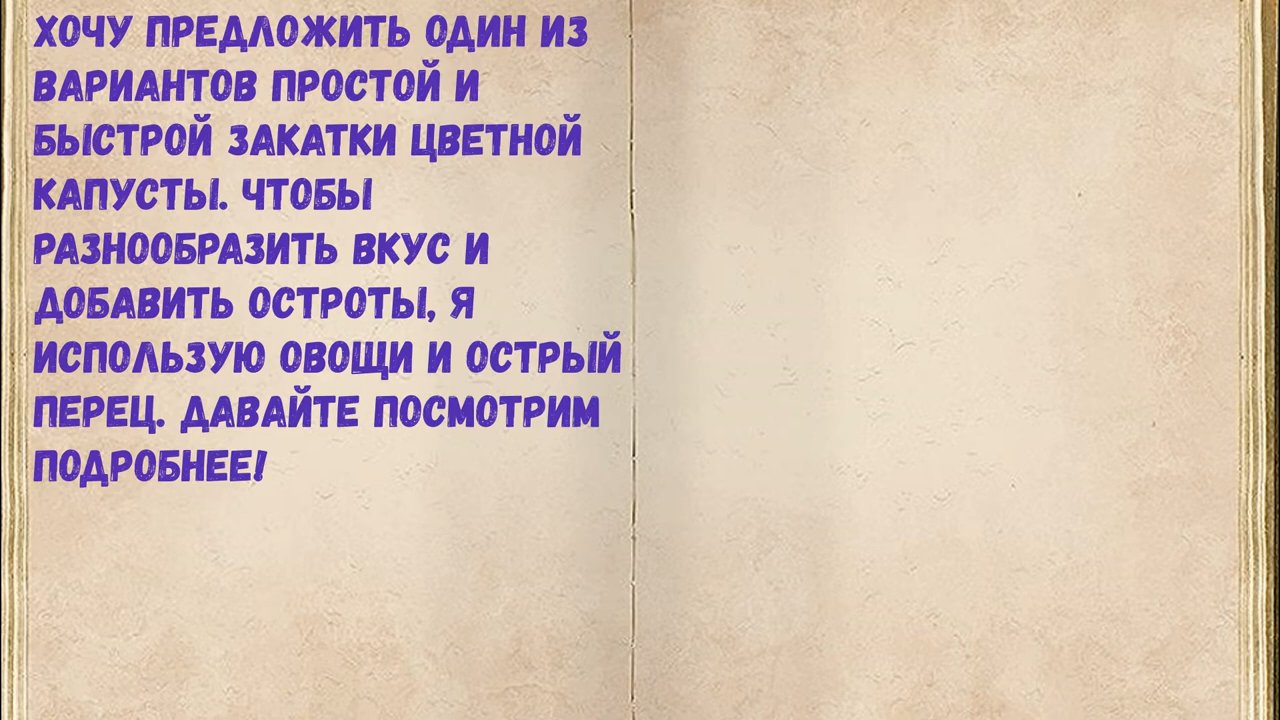 ХОЧУ ПРЕДЛОЖИТЬ ОДИН ИЗ
ВАРИАНТОВ ПРОСТОЙ И
БЫСТРОЙ ЗАКАТКИ ЦВЕТНОЙ
КАПУСТЫ. ЧТОБЫ
РАЗНООБРАЗИТЬ ВКУС И
ДОБАВИТЬ ОСТРОТЫ, Я
ИСПОЛЬЗУЮ ОВОЩИ И ОСТРЫЙ
ПЕРЕЦ. ДАВАЙТЕ ПОСМОТРИМ
ПОДРОБНЕЕ!